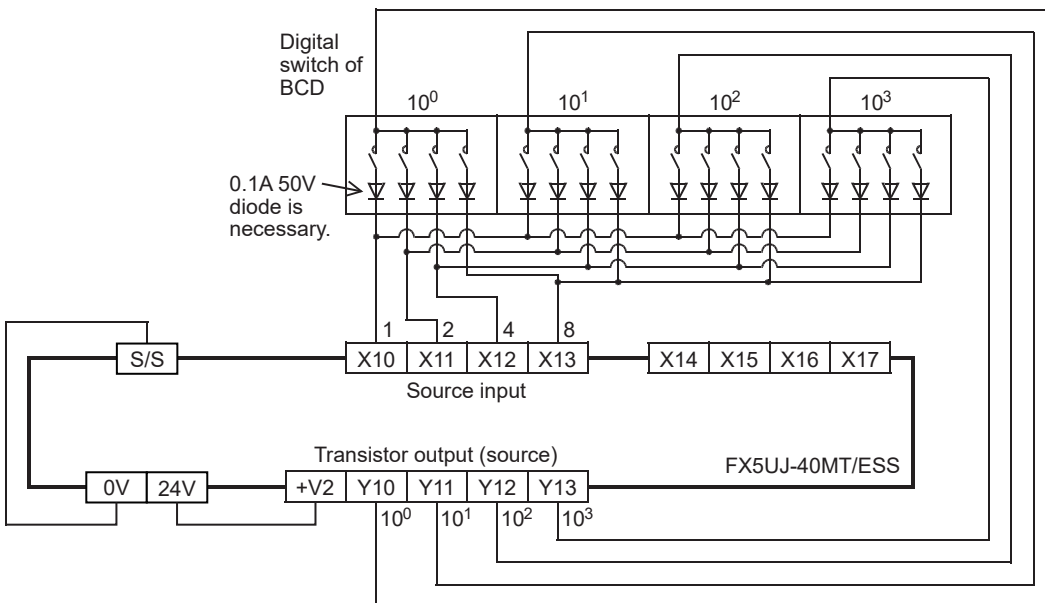 Digital
switch of
BCD
10⁰ 10¹ 10² 10³
0.1A 50V
diode is
necessary.
1 2 4 8
S/S X10 X11 X12 X13 X14 X15 X16 X17
Source input
Transistor output (source)
FX5UJ-40MT/ESS
0V 24V +V2 Y10 Y11 Y12 Y13
10⁰ 10¹ 10² 10³